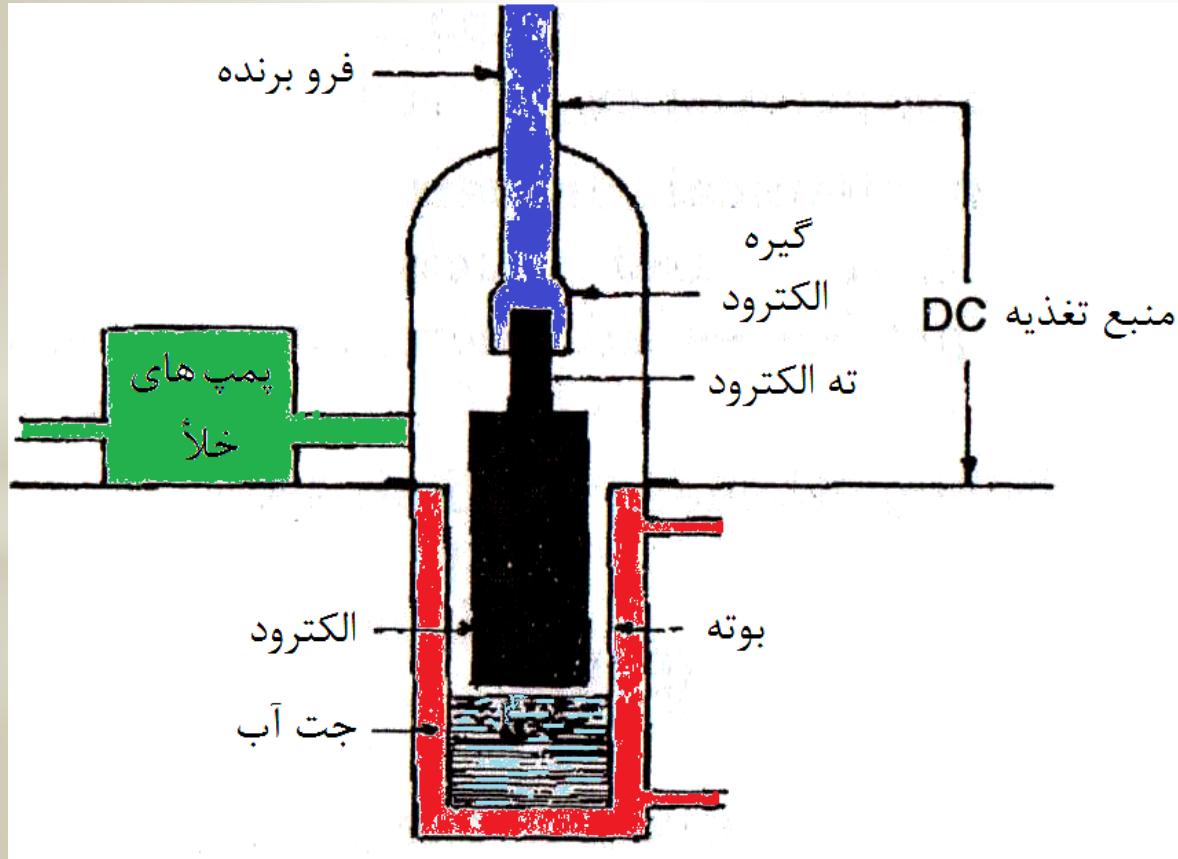 فرو برنده
گیره
الکترود
منبع تغذیه DC
ته الکترود
پمپ های
خلأ
الکترود
بوته
جت آب